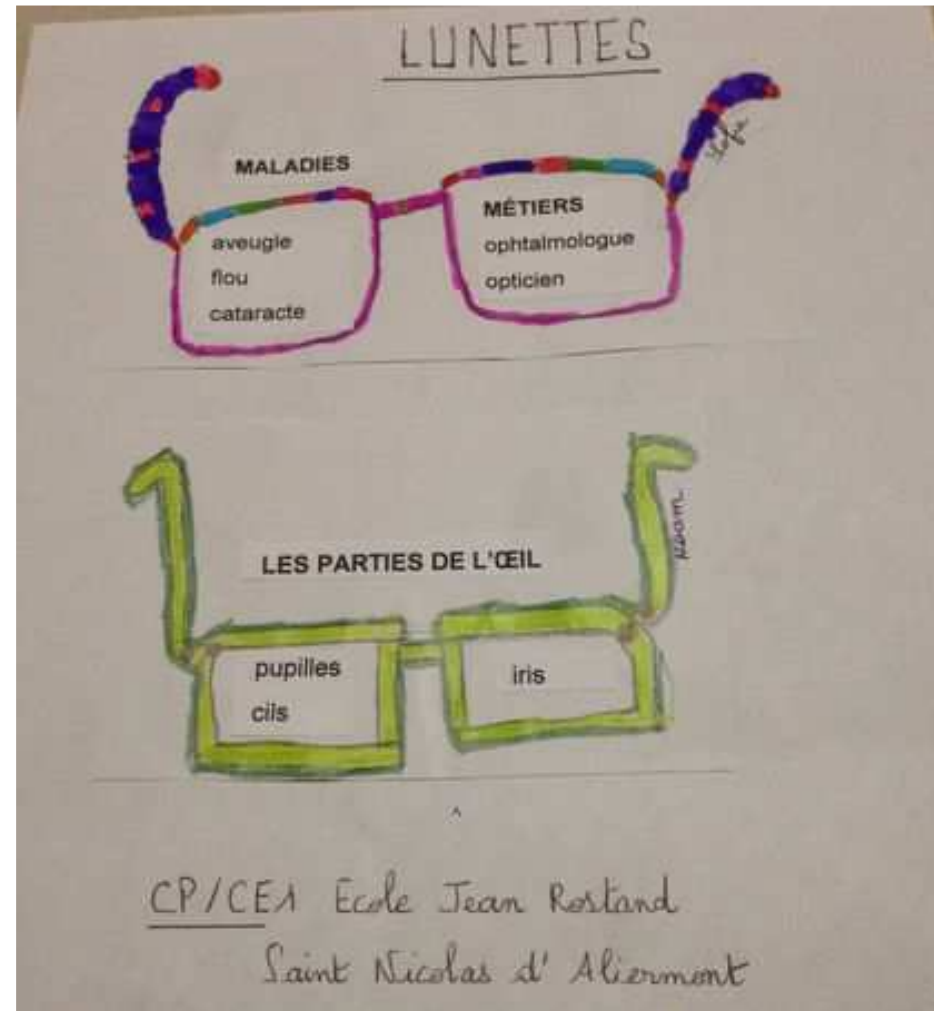 LUNETTES
MALADIES
aveugle
flou
cataracte
MÉTIERS
ophtalmologue
opticien
LES PARTIES DE L'ŒIL
pupilles
cils
iris
CP/CE1 Ecole Jean Rostand
Saint Nicolas d'Aliermont